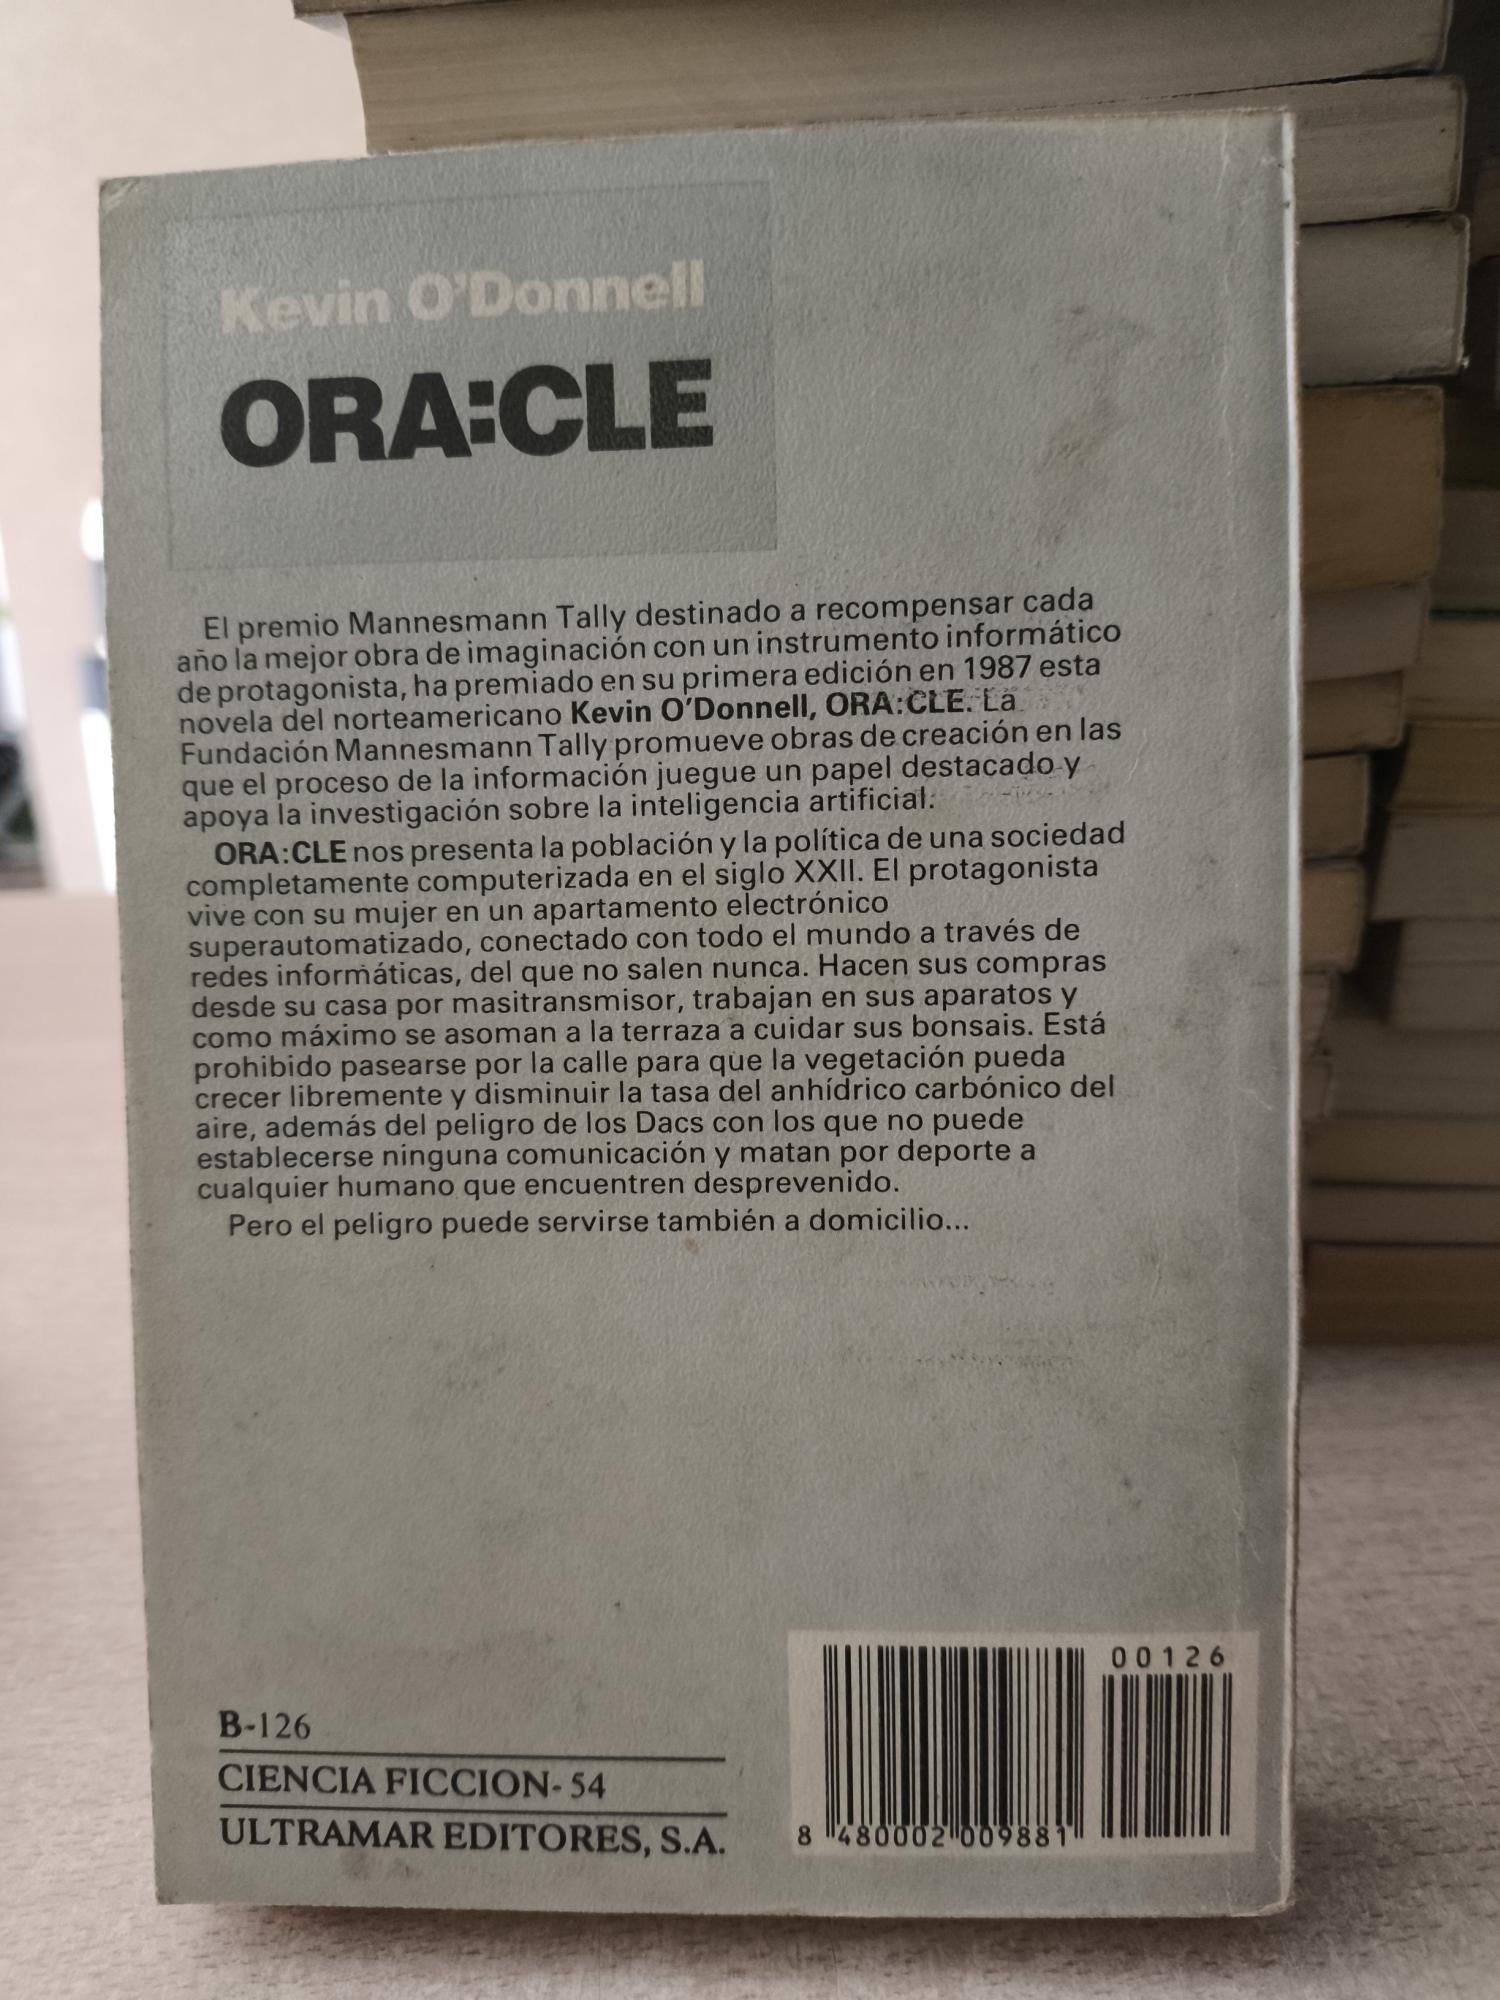 Kevin O'Donnell
ORA:CLE
El premio Mannesmann Tally destinado a recompensar cada
año la mejor obra de imaginación con un instrumento informático
de protagonista, ha premiado en su primera edición en 1987 esta
novela del norteamericano Kevin O'Donnell, ORA:CLE. La
Fundación Mannesmann Tally promueve obras de creación en las
que el proceso de la información juegue un papel destacado y
apoya la investigación sobre la inteligencia artificial.
ORA:CLE nos presenta la población y la política de una sociedad
completamente computerizada en el siglo XXII. El protagonista
vive con su mujer en un apartamento electrónico
superautomatizado, conectado con todo el mundo a través de
redes informáticas, del que no salen nunca. Hacen sus compras
desde su casa por masitransmisor, trabajan en sus aparatos y
como máximo se asoman a la terraza a cuidar sus bonsais. Está
prohibido pasearse por la calle para que la vegetación pueda
crecer libremente y disminuir la tasa del anhídrico carbónico del
aire, además del peligro de los Dacs con los que no puede
establecerse ninguna comunicación y matan por deporte a
cualquier humano que encuentren desprevenido.
Pero el peligro puede servirse también a domicilio...
B-126
CIENCIA FICCION- 54
ULTRAMAR EDITORES, S.A.
00126
8 480002 009881